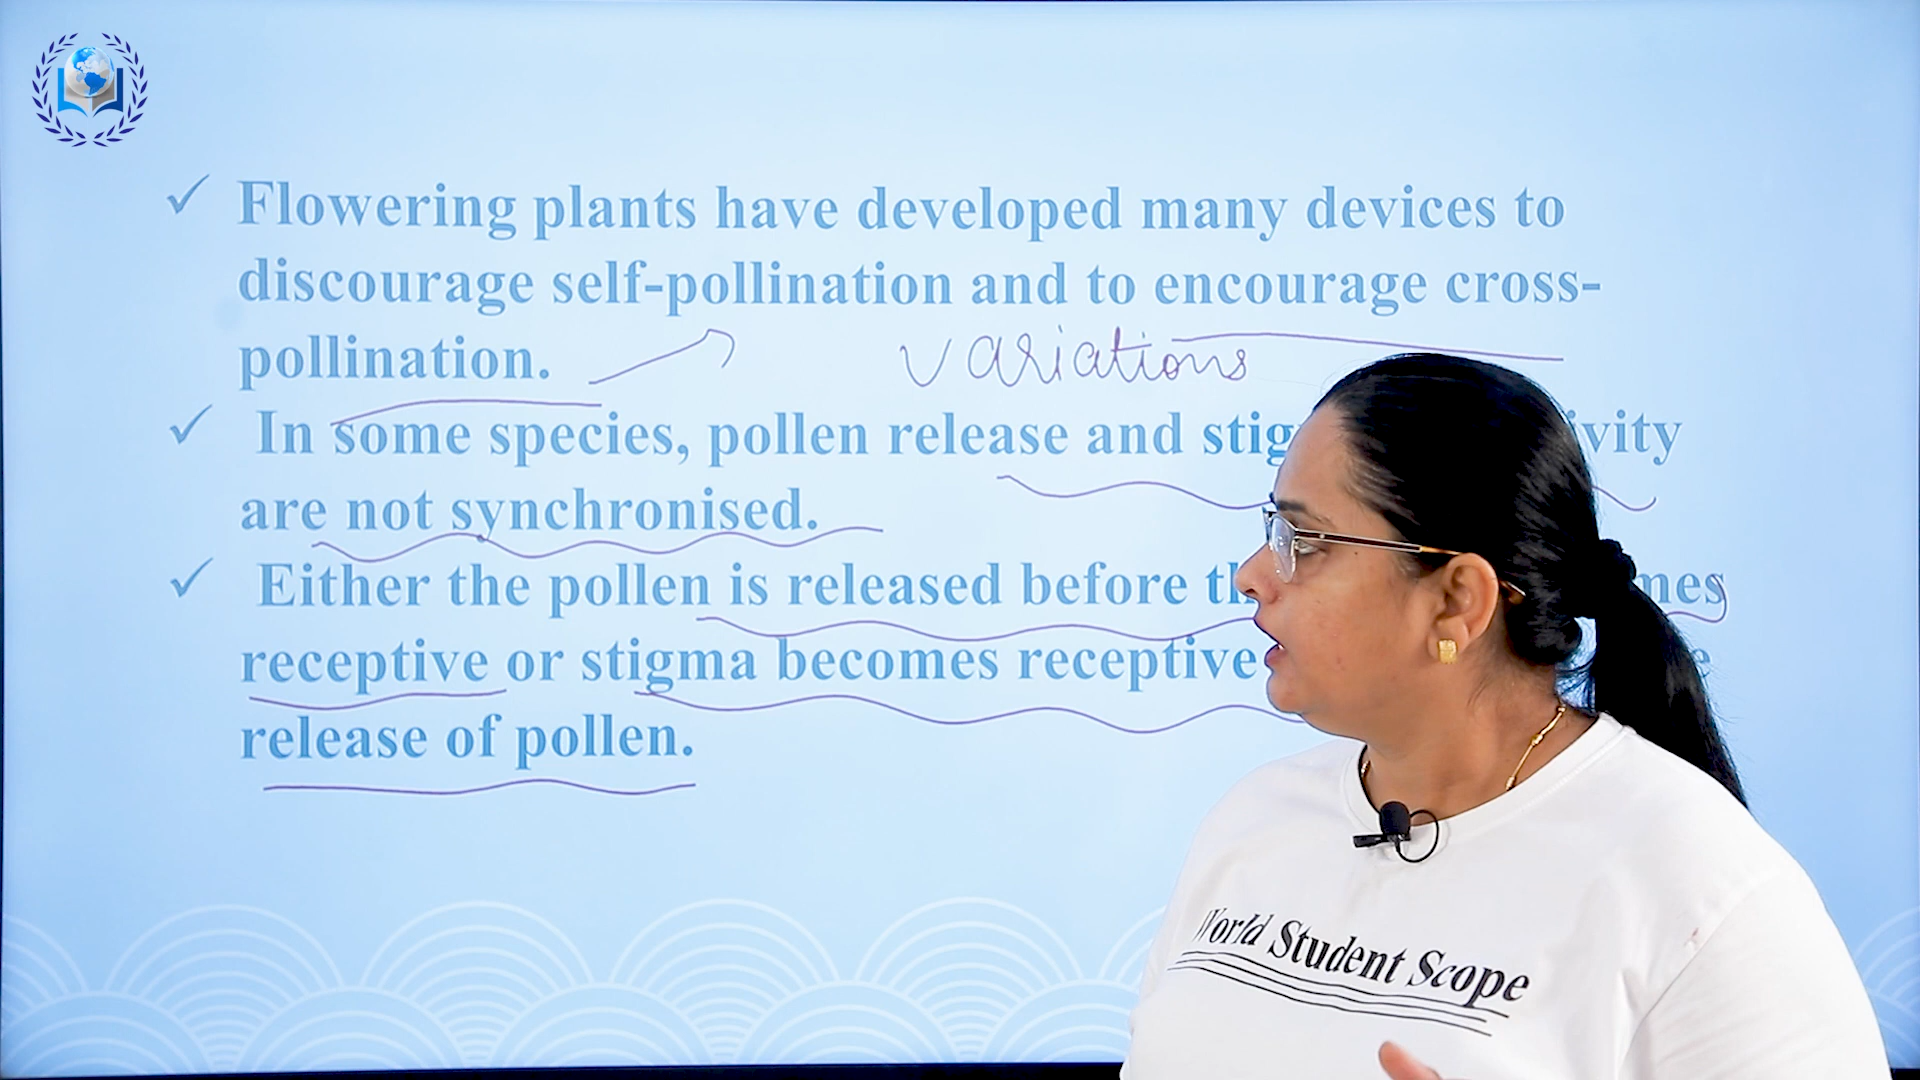 Flowering plants have developed many devices to
discourage self-pollination and to encourage cross-
pollination.
variations
In some species, pollen release and
are not synchronised.
Either the pollen is released before
receptive or stigma becomes receptive
release of pollen.
World Student Scope